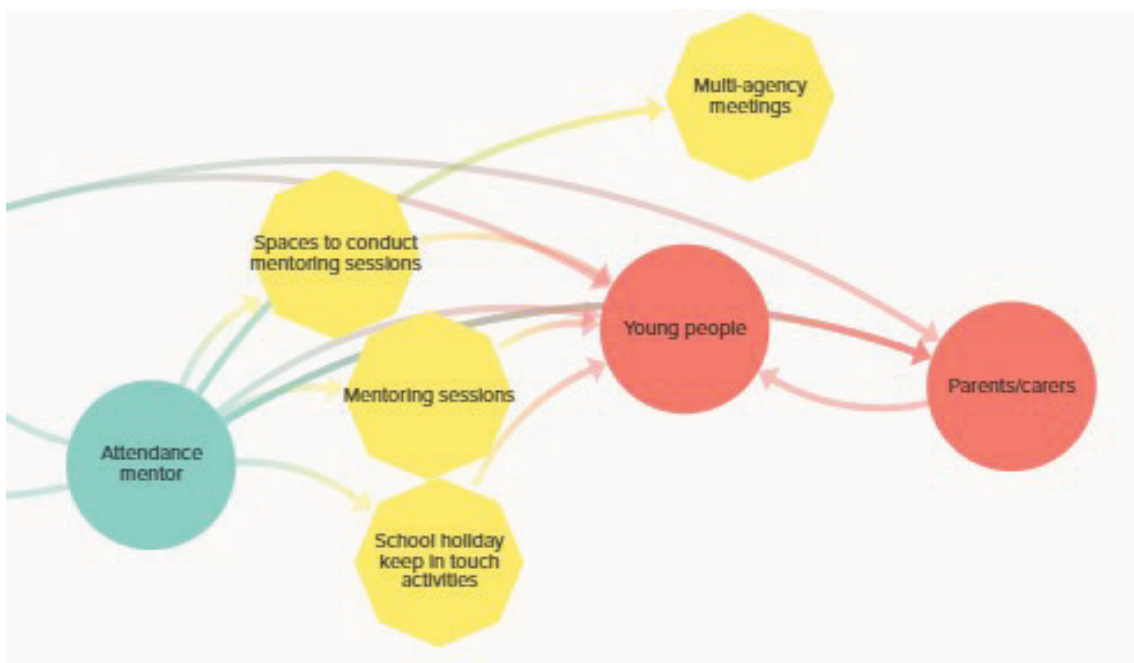 Multi-agency
meetings
Spaces to conduct
mentoring sessions
Young people
Parents/carers
Mentoring sessions
Attendance
mentor
School holiday
keep in touch
activities